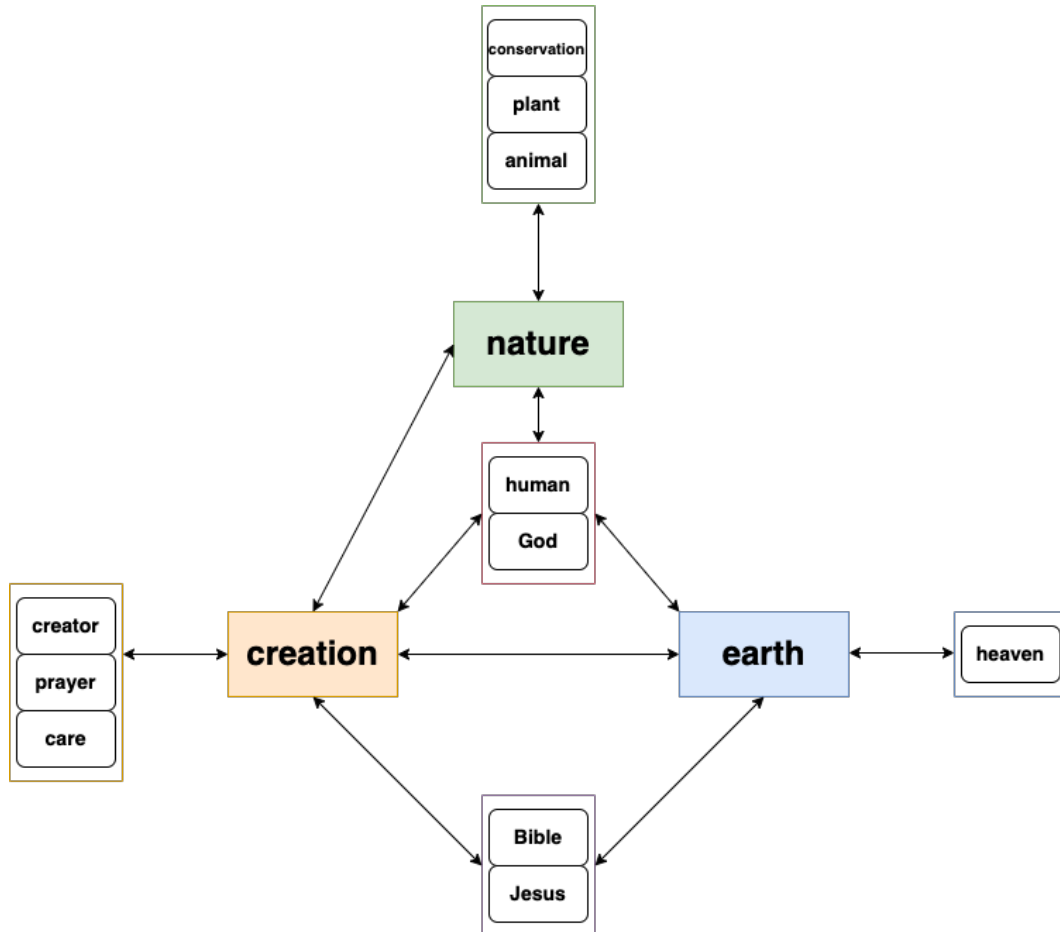 conservation
plant
animal
nature
human
God
creator
prayer
care
creation
earth
heaven
Bible
Jesus